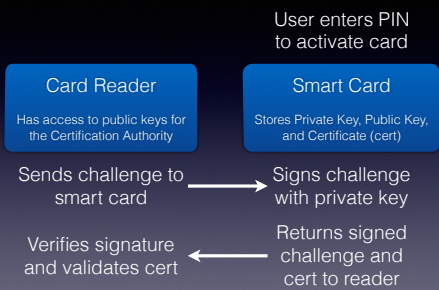 User enters PIN
to activate card
Card Reader
Has access to public keys for
the Certification Authority
Smart Card
Stores Private Key, Public Key,
and Certificate (cert)
Sends challenge to
smart card
Signs challenge
with private key
Verifies signature
and validates cert
Returns signed
challenge and
cert to reader